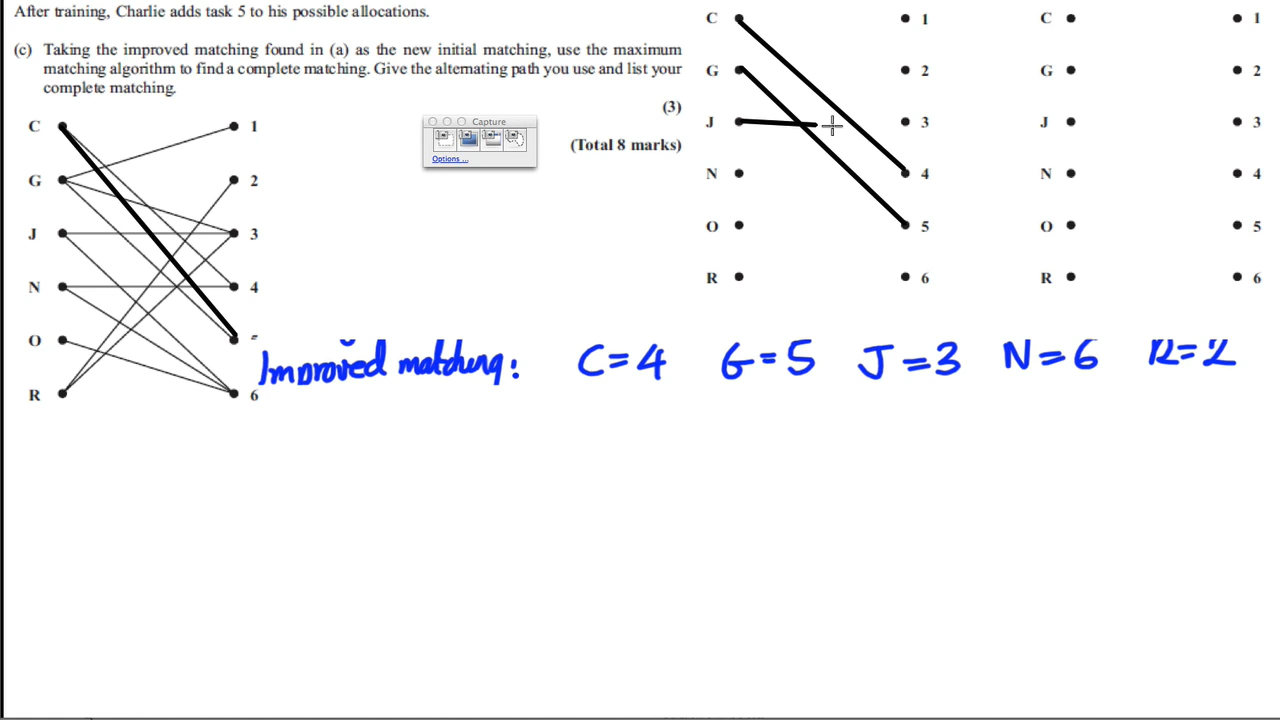 After training, Charlie adds task 5 to his possible allocations.
(c) Taking the improved matching found in (a) as the new initial matching, use the maximum
matching algorithm to find a complete matching. Give the alternating path you use and list your
complete matching.
(3)
(Total 8 marks)
Capture
Options ...
C 1
G 2
J 3
N 4
O
R 6
C 1
G 2
J 3
N 4
O 5
R 6
C 1
G 2
J 3
N 4
O 5
R 6
Improved matching: C=4 G=5 J=3 N=6 R=2